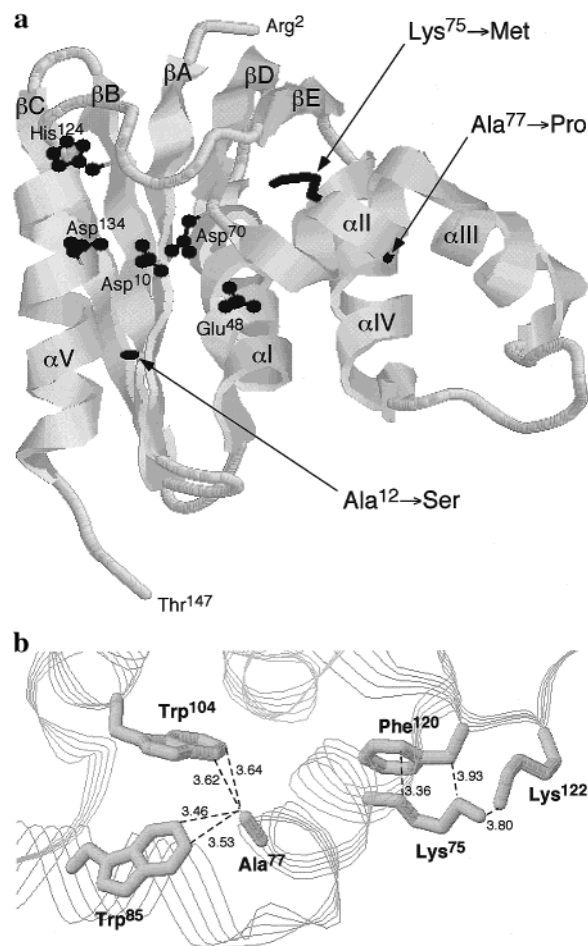 a
Arg2
Lys75→Met
βA
βD
βB
βE
βC
Ala77→Pro
His124
αII
αIII
Asp134
Asp70
Asp10
Glu48
αIV
αV
αI
Ala12→Ser
Thr147
b
Trp104
Phe120
3.64
3.62
3.93
3.36
Lys122
3.46
3.80
3.53
Lys75
Ala77
Trp85